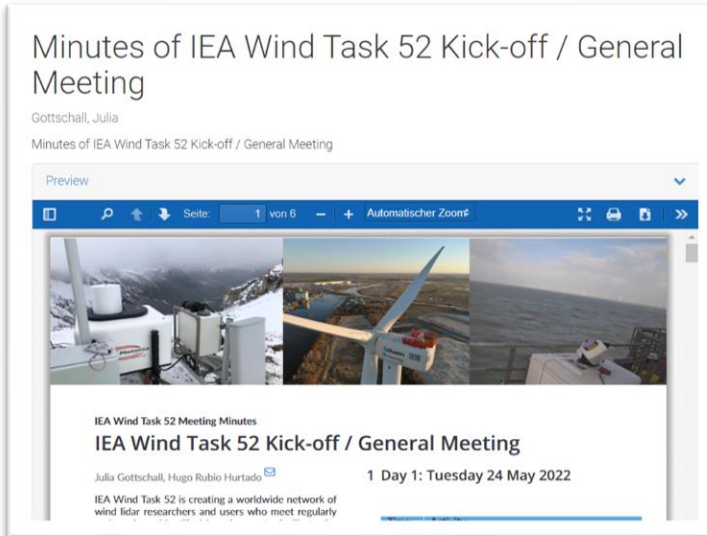 Minutes of IEA Wind Task 52 Kick-off / General
Meeting
Gottschall, Julia
Minutes of IEA Wind Task 52 Kick-off / General Meeting
Preview
Seite:
1
von 6
Automatischer Zoom
IEA Wind Task 52 Meeting Minutes
IEA Wind Task 52 Kick-off / General Meeting
Julia Gottschall, Hugo Rubio Hurtado
IEA Wind Task 52 is creating a worldwide network of
wind lidar researchers and users who meet regularly
1 Day 1: Tuesday 24 May 2022